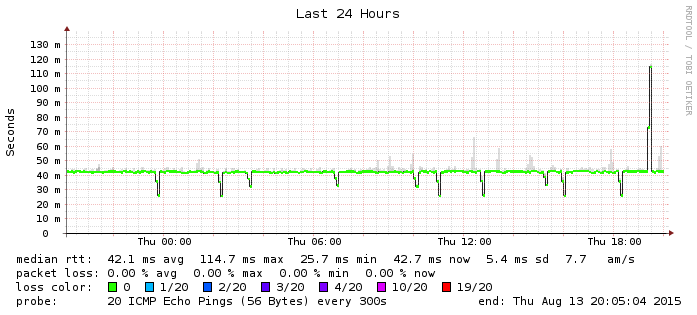 Last 24 Hours
RRDTOOL / TOBI OETIKER
Seconds
130 m
120 m
110 m
100 m
90 m
80 m
70 m
60 m
50 m
40 m
30 m
20 m
10 m
0
Thu 00:00 Thu 06:00 Thu 12:00 Thu 18:00
median rtt: 42.1 ms avg 114.7 ms max 25.7 ms min 42.7 ms now 5.4 ms sd 7.7 am/s
packet loss: 0.00 % avg 0.00 % max 0.00 % min 0.00 % now
loss color: 0 1/20 2/20 3/20 4/20 10/20 19/20
probe: 20 ICMP Echo Pings (56 Bytes) every 300s end: Thu Aug 13 20:05:04 2015